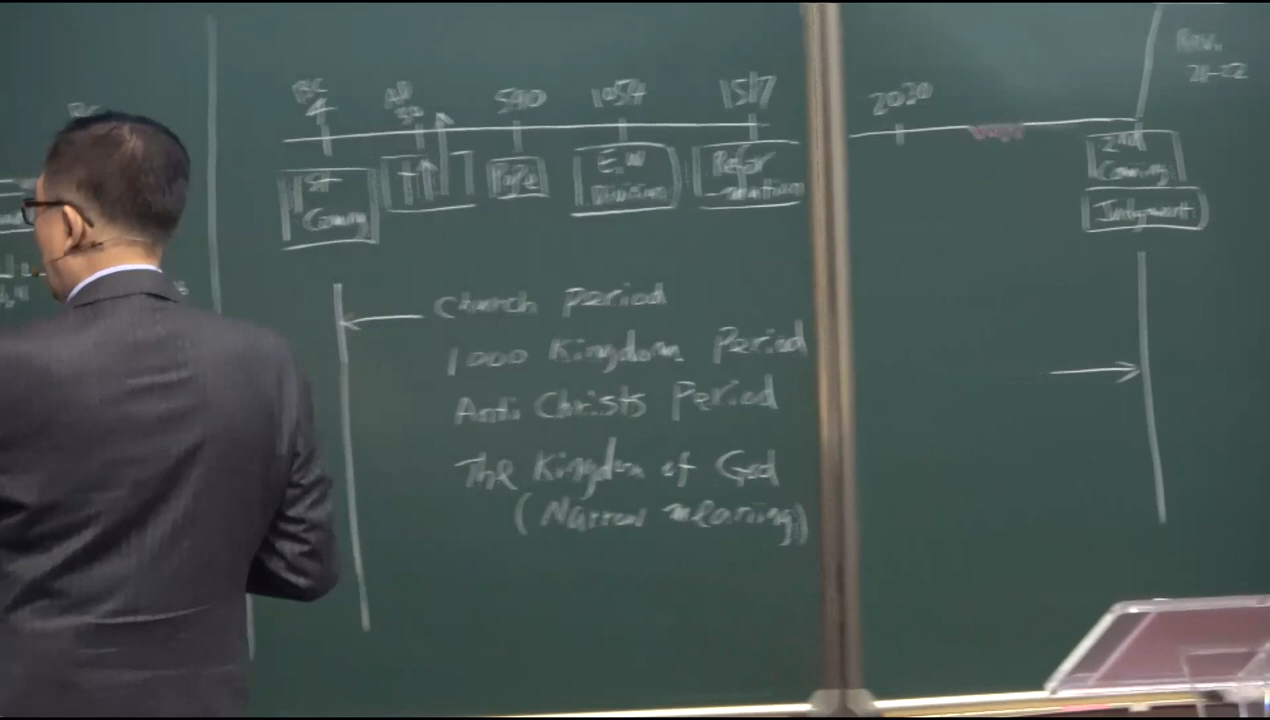 BC
4
AD
30
590
1054
1517
2030
Rev.
21-22
1st
Coming
Pope
E.W
Division
Refor
mation
2nd
Coming
Judgment
Church period
1000 Kingdom Period
Anti Christs Period
The Kingdom of God
(Narrow meaning)